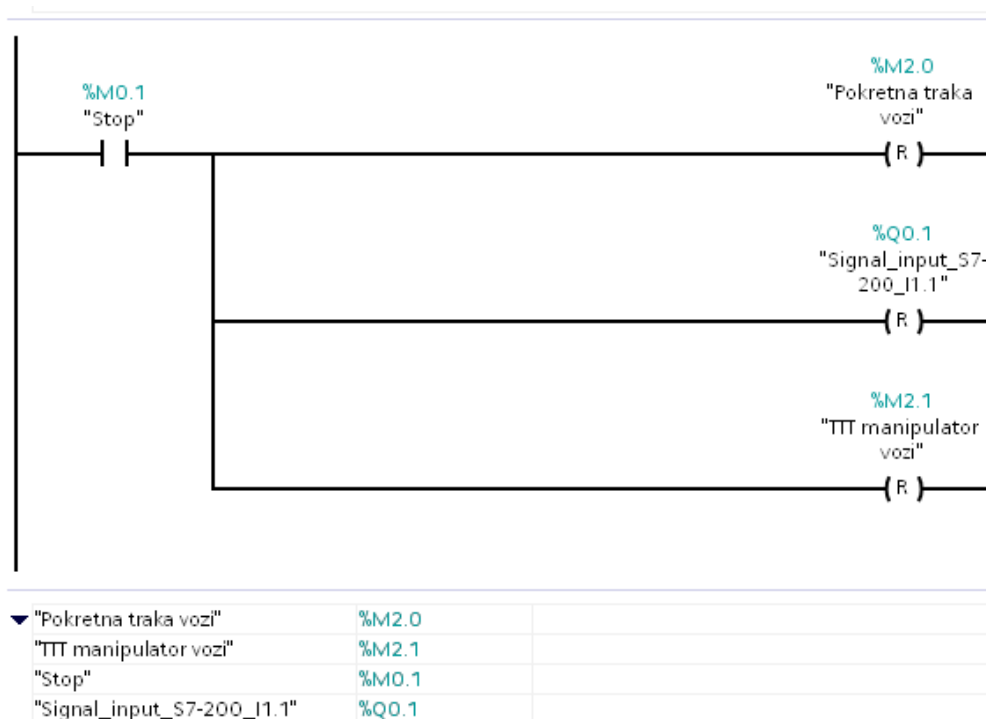 %M2.0
%M0.1
"Pokretna traka
"Stop"
vozi"
( R )
%Q0.1
"Signal_input_S7-
200_I1.1"
( R )
%M2.1
"TTT manipulator
vozi"
( R )
"Pokretna traka vozi" %M2.0
"TTT manipulator vozi" %M2.1
"Stop" %M0.1
"Signal_input_S7-200_I1.1" %Q0.1